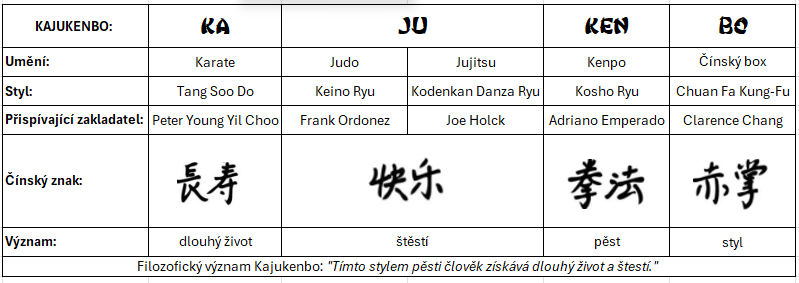 KAJUKENBO: KA JU KEN BO
Umění: Karate Judo Jujitsu Kenpo Čínský box
Styl: Tang Soo Do Keino Ryu Kodenkan Danza Ryu Kosho Ryu Chuan Fa Kung-Fu
Přispívající zakladatel: Peter Young Yil Choo Frank Ordonez Joe Holck Adriano Emperado Clarence Chang
Čínský znak: 長寿 快乐 拳法 赤掌
Význam: dlouhý život štěstí pěst styl
Filozofický význam Kajukenbo: "Tímto stylem pěsti člověk získává dlouhý život a štestí."